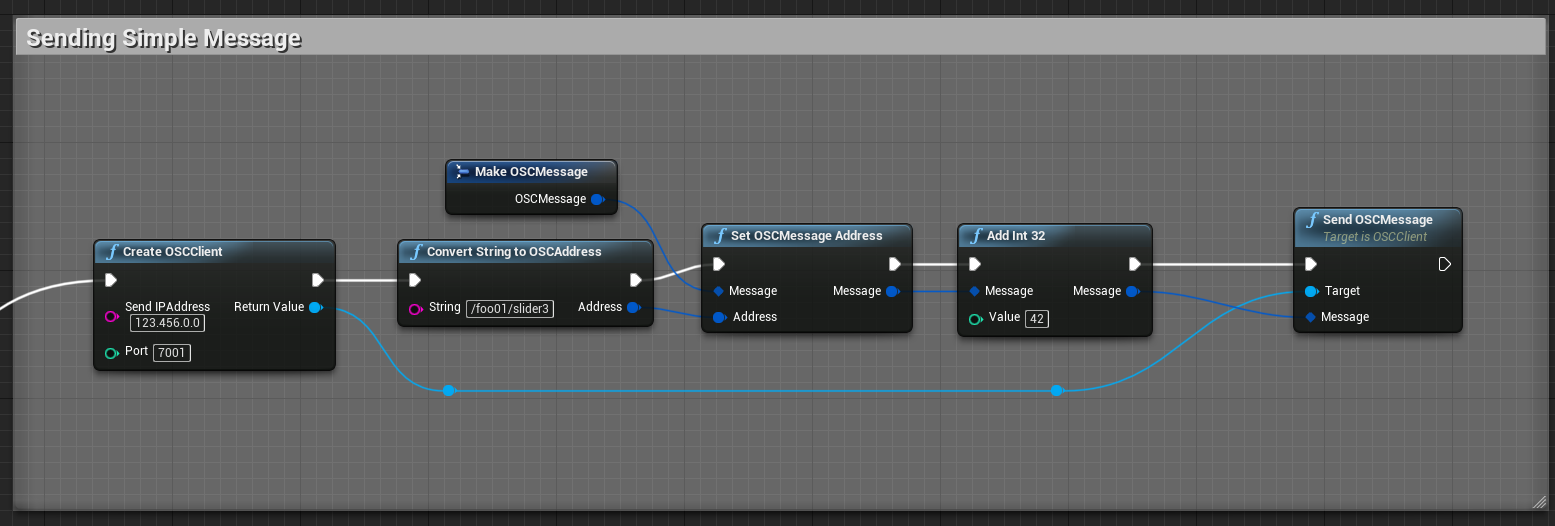 Sending Simple Message
Make OSCMessage
OSCMessage
Create OSCClient
Send IPAddress
123.456.0.0
Return Value
Port 7001
Convert String to OSCAddress
String /foo01/slider3
Address
Set OSCMessage Address
Message Message
Address
Add Int 32
Message Message
Value 42
Send OSCMessage
Target is OSCClient
Target
Message